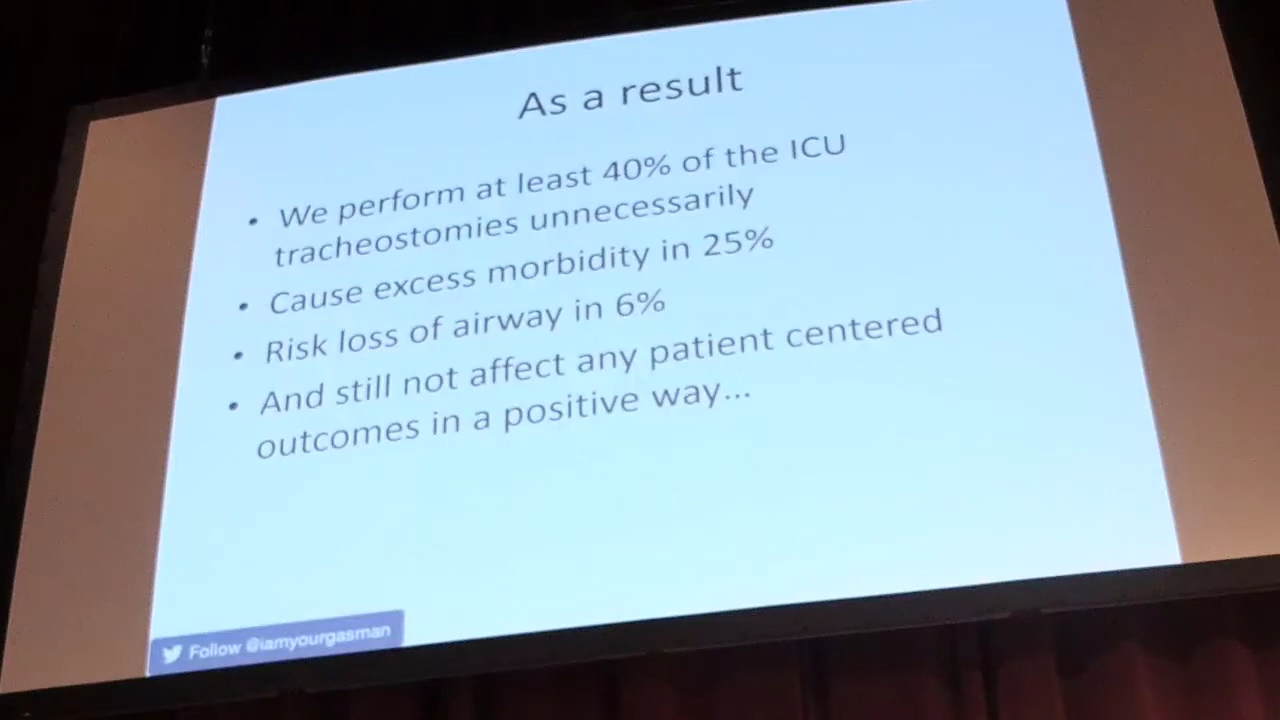 As a result
• We perform at least 40% of the ICU
tracheostomies unnecessarily
• Cause excess morbidity in 25%
• Risk loss of airway in 6%
• And still not affect any patient centered
outcomes in a positive way...
Follow @iamyourgasman